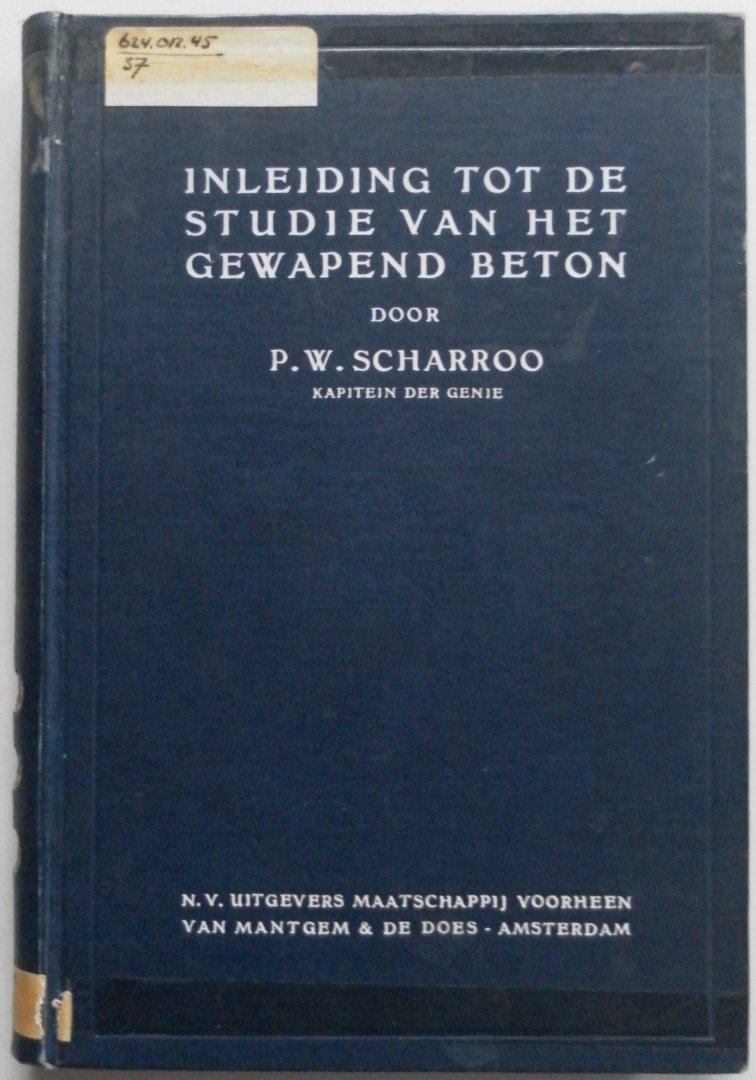 624.012.45
57
INLEIDING TOT DE
STUDIE VAN HET
GEWAPEND BETON
DOOR
P.W. SCHARROO
KAPITEIN DER GENIE
N.V. UITGEVERS MAATSCHAPPIJ VOORHEEN
VAN MANTGEM & DE DOES - AMSTERDAM